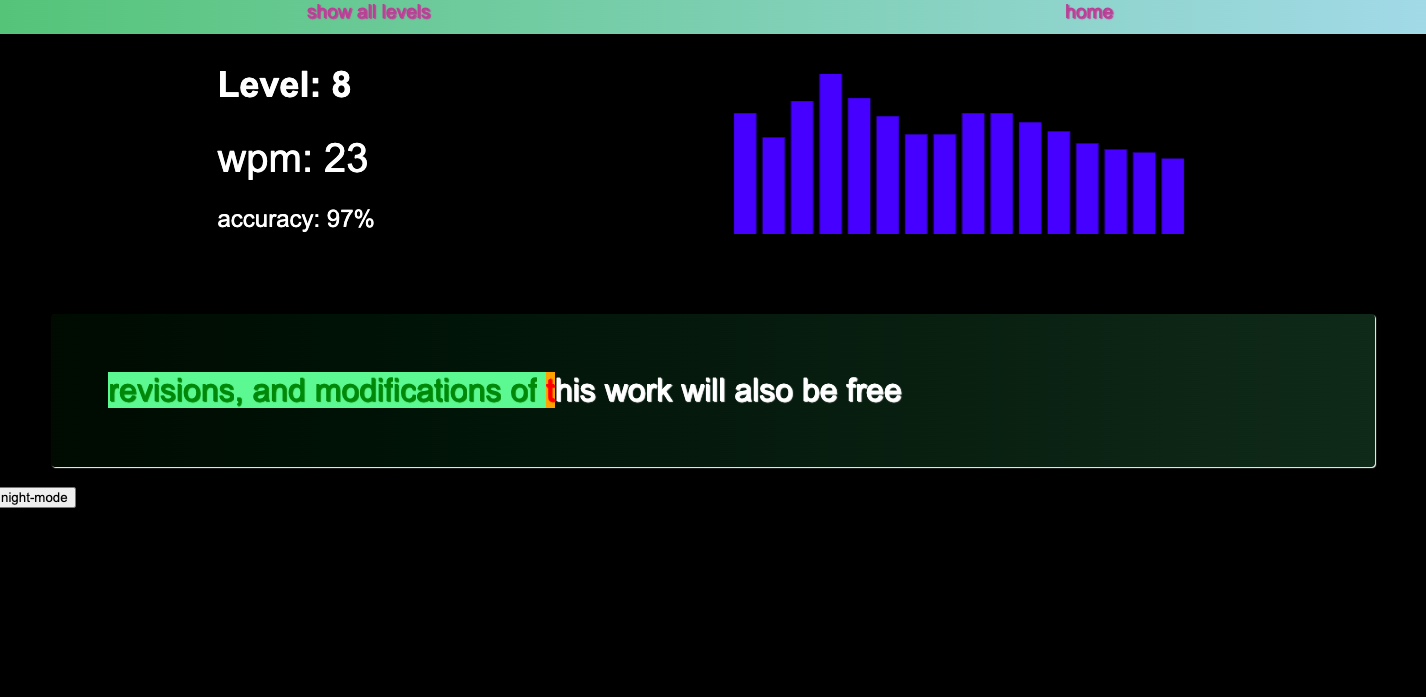 show all levels home
Level: 8
wpm: 23
accuracy: 97%
revisions, and modifications of this work will also be free
night-mode